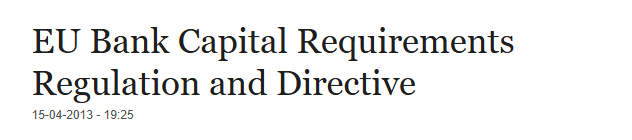 EU Bank Capital Requirements
Regulation and Directive
15-04-2013 - 19:25